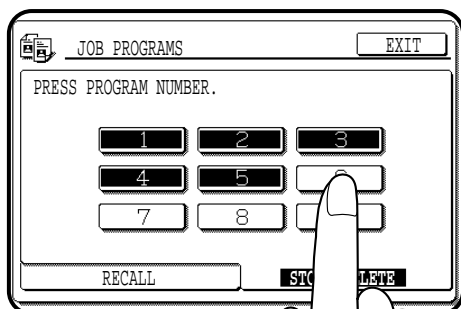 JOB PROGRAMS EXIT
PRESS PROGRAM NUMBER.
1 2 3
4 5
7 8
RECALL